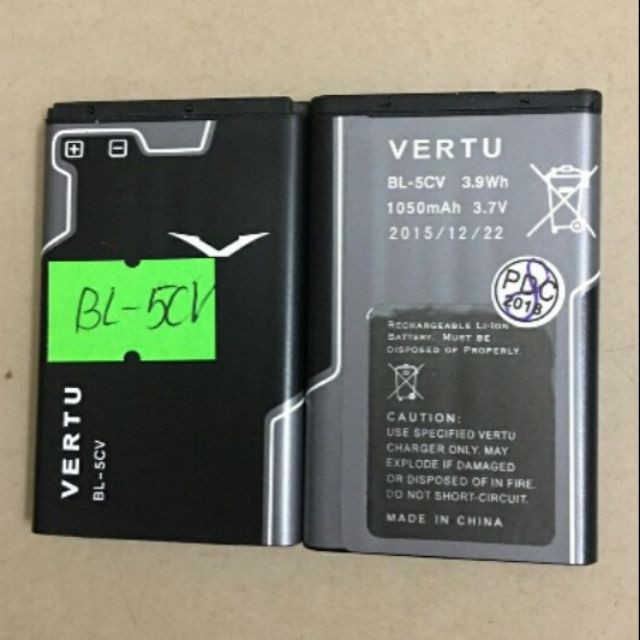 BL-5CV
VERTU
BL-5CV
VERTU
BL-5CV 3.9Wh
1050mAh 3.7V
2015/12/22
PDC
2018
RECHARGEABLE LI-ION
BATTERY. MUST BE
DISPOSED OF PROPERLY.
CAUTION:
USE SPECIFIED VERTU
CHARGER ONLY. MAY
EXPLODE IF DAMAGED
OR DISPOSED OF IN FIRE.
DO NOT SHORT-CIRCUIT.
MADE IN CHINA